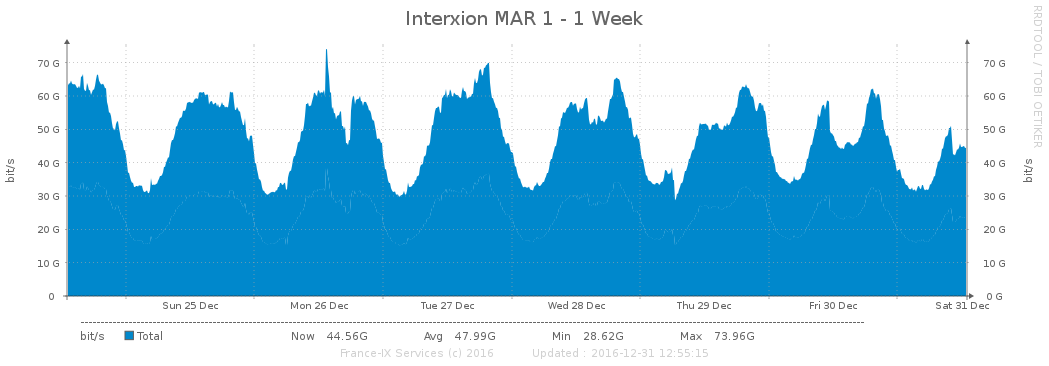 Interxion MAR 1 - 1 Week
RRDTOOL / TOBI OETIKER
bit/s
70 G 70 G
60 G 60 G
50 G 50 G
40 G 40 G
30 G 30 G
20 G 20 G
10 G 10 G
0 0 G
bit/s
Sun 25 Dec Mon 26 Dec Tue 27 Dec Wed 28 Dec Thu 29 Dec Fri 30 Dec Sat 31 Dec
bit/s Total Now 44.56G Avg 47.99G Min 28.62G Max 73.96G
France-IX Services (c) 2016 Updated : 2016-12-31 12:55:15